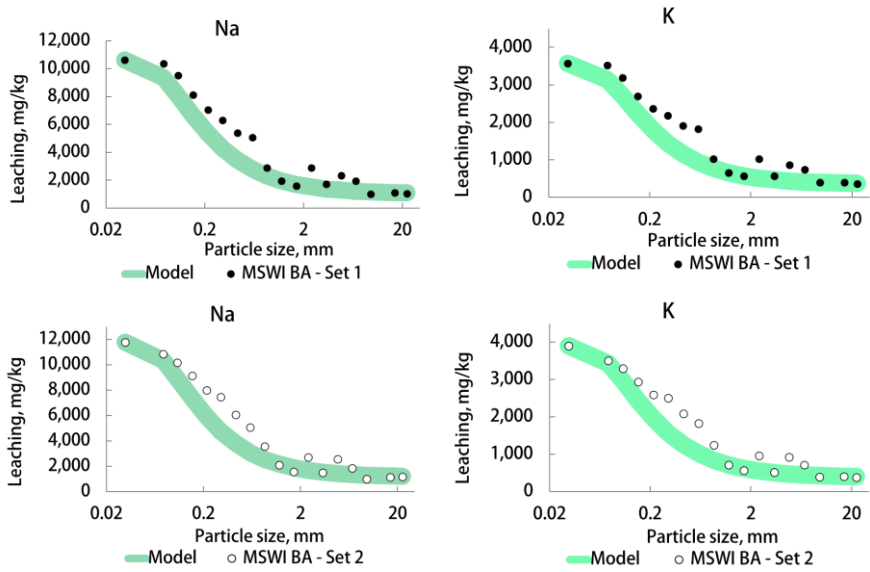 Na
12,000
10,000
8,000
6,000
4,000
2,000
0
Leaching, mg/kg
0.02 0.2 2 20
Particle size, mm
Model MSWI BA - Set 1
K
4,000
3,000
2,000
1,000
0
Leaching, mg/kg
0.02 0.2 2 20
Particle size, mm
Model MSWI BA - Set 1
Na
12,000
10,000
8,000
6,000
4,000
2,000
0
Leaching, mg/kg
0.02 0.2 2 20
Particle size, mm
Model MSWI BA - Set 2
K
4,000
3,000
2,000
1,000
0
Leaching, mg/kg
0.02 0.2 2 20
Particle size, mm
Model MSWI BA - Set 2